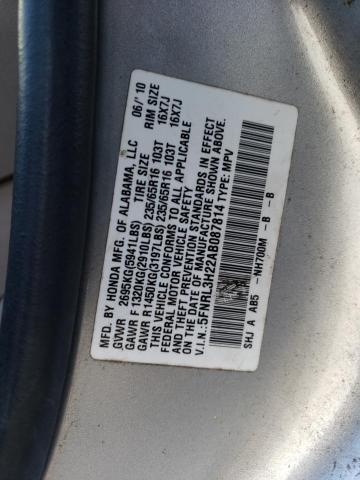 MFD. BY HONDA MFG. OF ALABAMA, LLC 06/'10
GVWR 2695KG(5941LBS) TIRE SIZE RIM SIZE
GAWR F 1320KG(2910LBS) 235/65R16 103T 16X7J
GAWR R 1450KG(3197LBS) 235/65R16 103T 16X7J
THIS VEHICLE CONFORMS TO ALL APPLICABLE
FEDERAL MOTOR VEHICLE SAFETY AND
THEFT PREVENTION STANDARDS IN EFFECT
ON THE DATE OF MANUFACTURE SHOWN ABOVE.
V.I.N.: 5FNRL3H22AB087814 TYPE: MPV
SHJ A AB5 -NH700M -B -B